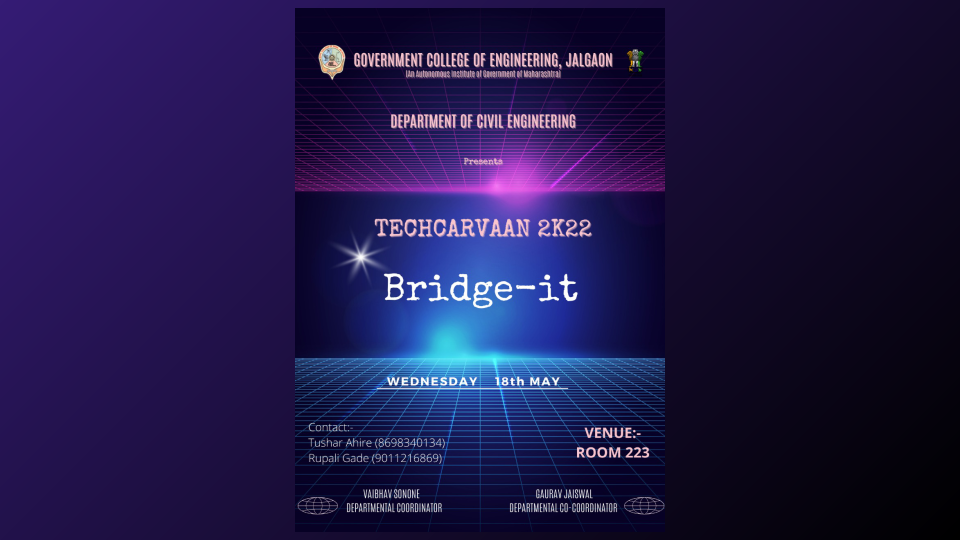 GOVERNMENT COLLEGE OF ENGINEERING, JALGAON
(An Autonomous Institute of Government of Maharashtra)
DEPARTMENT OF CIVIL ENGINEERING
Presents
TECHCARVAAN 2K22
Bridge-it
WEDNESDAY 18th MAY
Contact:-
Tushar Ahire (8698340134)
Rupali Gade (9011216869)
VENUE:-
ROOM 223
VAIBHAV SONONE
DEPARTMENTAL COORDINATOR
GAURAV JAISWAL
DEPARTMENTAL CO-COORDINATOR